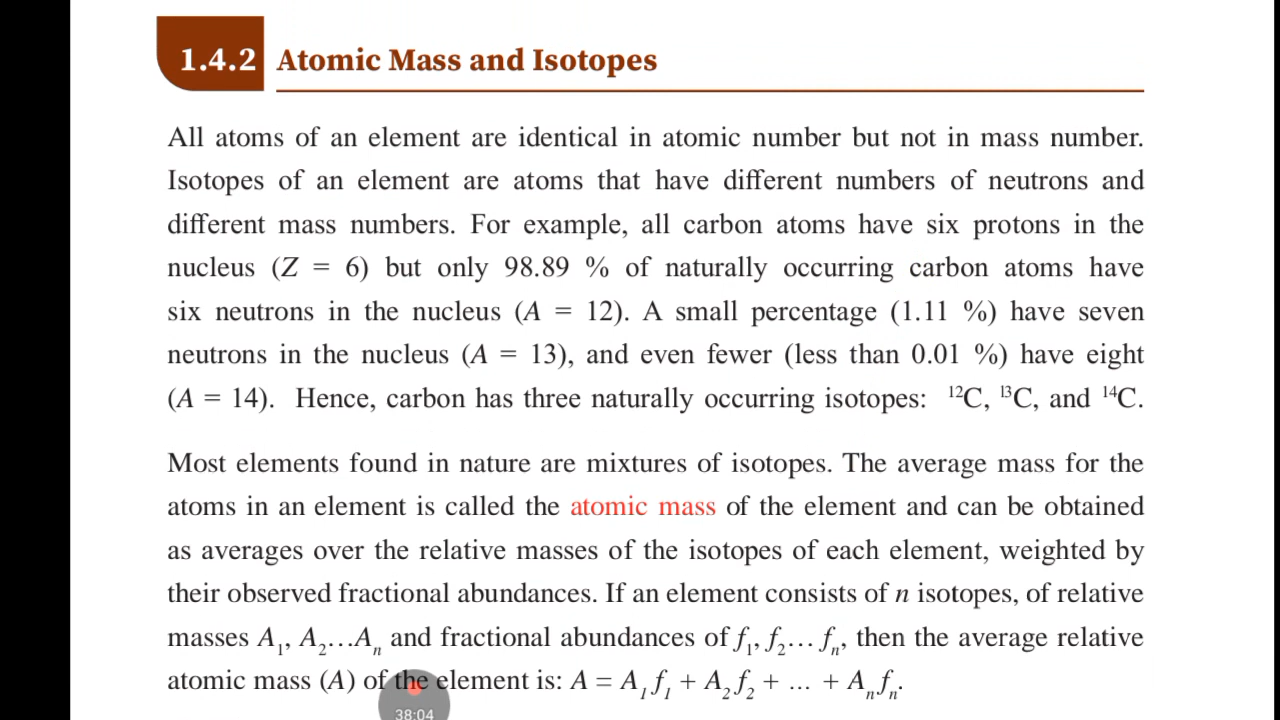 1.4.2 Atomic Mass and Isotopes
All atoms of an element are identical in atomic number but not in mass number.
Isotopes of an element are atoms that have different numbers of neutrons and
different mass numbers. For example, all carbon atoms have six protons in the
nucleus (Z = 6) but only 98.89 % of naturally occurring carbon atoms have
six neutrons in the nucleus (A = 12). A small percentage (1.11 %) have seven
neutrons in the nucleus (A = 13), and even fewer (less than 0.01 %) have eight
(A = 14). Hence, carbon has three naturally occurring isotopes: ¹²C, ¹³C, and ¹⁴C.
Most elements found in nature are mixtures of isotopes. The average mass for the
atoms in an element is called the atomic mass of the element and can be obtained
as averages over the relative masses of the isotopes of each element, weighted by
their observed fractional abundances. If an element consists of n isotopes, of relative
masses A₁, A₂...Aₙ and fractional abundances of f₁, f₂... fₙ, then the average relative
atomic mass (A) of the element is: A = A₁ f₁ + A₂ f₂ + ... + Aₙ fₙ.
38:04